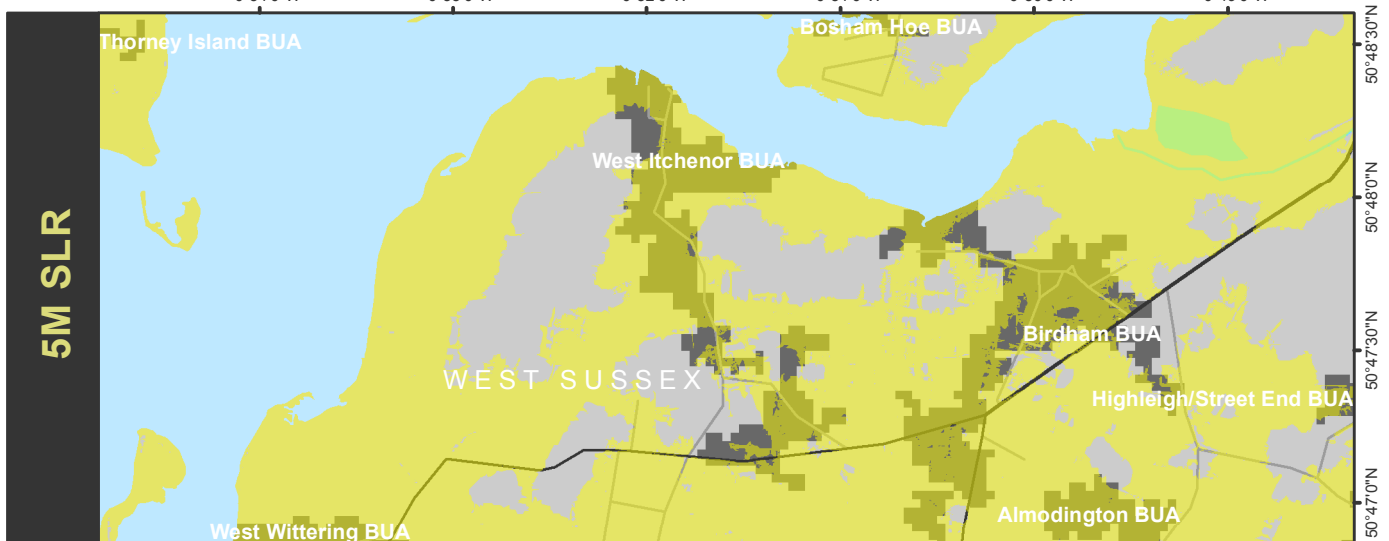 Thorney Island BUA
Bosham Hoe BUA
50°48'30"N
West Itchenor BUA
50°48'0"N
5M SLR
Birdham BUA
50°47'30"N
WEST SUSSEX
Highleigh/Street End BUA
50°47'0"N
Almodington BUA
West Wittering BUA